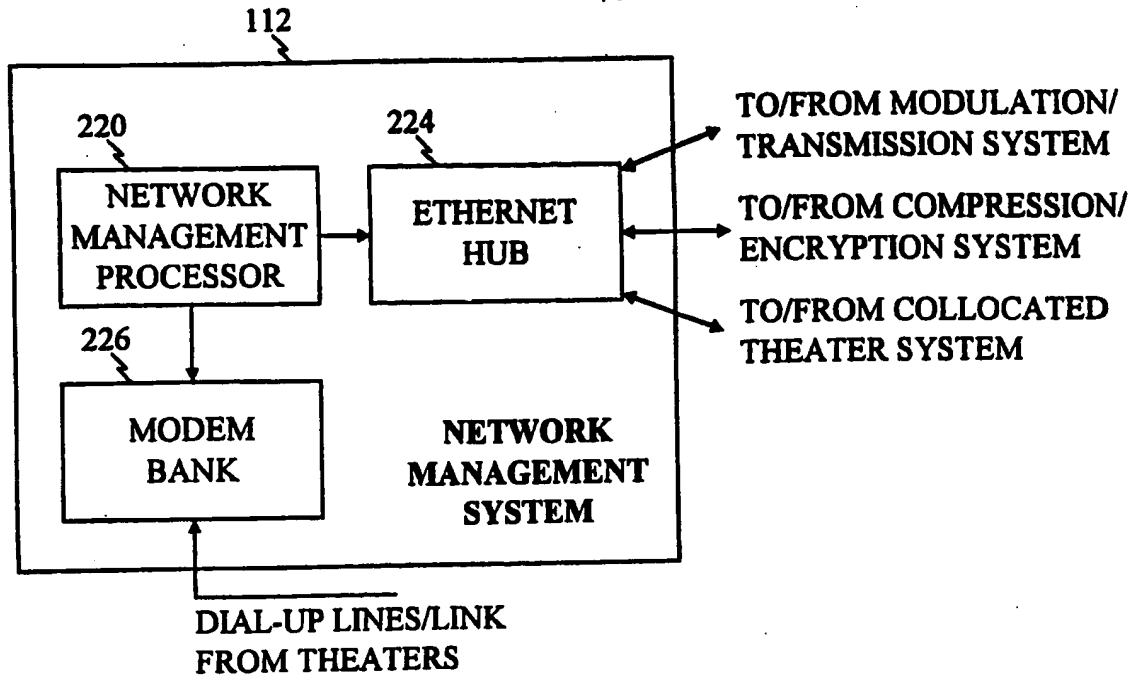 112
220
NETWORK
MANAGEMENT
PROCESSOR
224
ETHERNET
HUB
TO/FROM MODULATION/
TRANSMISSION SYSTEM
TO/FROM COMPRESSION/
ENCRYPTION SYSTEM
TO/FROM COLLOCATED
THEATER SYSTEM
226
MODEM
BANK
NETWORK
MANAGEMENT
SYSTEM
DIAL-UP LINES/LINK
FROM THEATERS